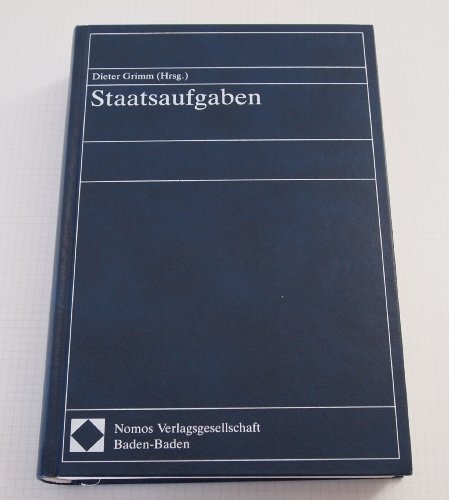 Dieter Grimm (Hrsg.)
Staatsaufgaben
Nomos Verlagsgesellschaft
Baden-Baden